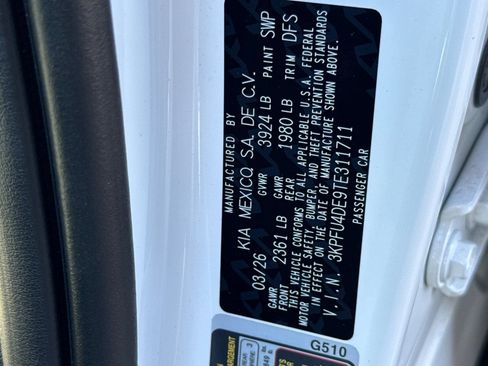 MANUFACTURED BY
KIA MEXICO, S.A. DE C.V.
03/26 GVWR 3924 LB PAINT SWP
GAWR FRONT 2361 LB GAWR REAR 1980 LB TRIM DFS
THIS VEHICLE CONFORMS TO ALL APPLICABLE U.S.A. FEDERAL
MOTOR VEHICLE SAFETY, BUMPER, AND THEFT PREVENTION STANDARDS
IN EFFECT ON THE DATE OF MANUFACTURE SHOWN ABOVE.
V.I.N. 3KPFU4DE9TE311711
PASSENGER CAR
G510
REAR 3